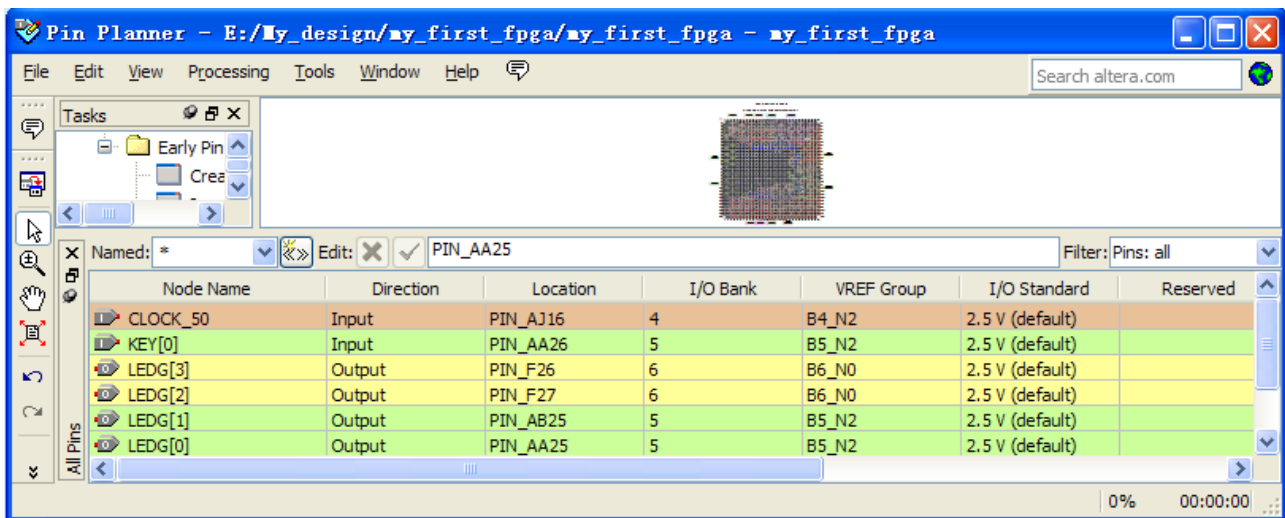 Pin Planner - E:/My_design/my_first_fpga/my_first_fpga - my_first_fpga
File Edit View Processing Tools Window Help Search altera.com
Tasks
Early Pin
Crea
Named: * Edit: PIN_AA25 Filter: Pins: all
Node Name Direction Location I/O Bank VREF Group I/O Standard Reserved
CLOCK_50 Input PIN_AJ16 4 B4_N2 2.5 V (default)
KEY[0] Input PIN_AA26 5 B5_N2 2.5 V (default)
LEDG[3] Output PIN_F26 6 B6_N0 2.5 V (default)
LEDG[2] Output PIN_F27 6 B6_N0 2.5 V (default)
LEDG[1] Output PIN_AB25 5 B5_N2 2.5 V (default)
LEDG[0] Output PIN_AA25 5 B5_N2 2.5 V (default)
All Pins
0% 00:00:00